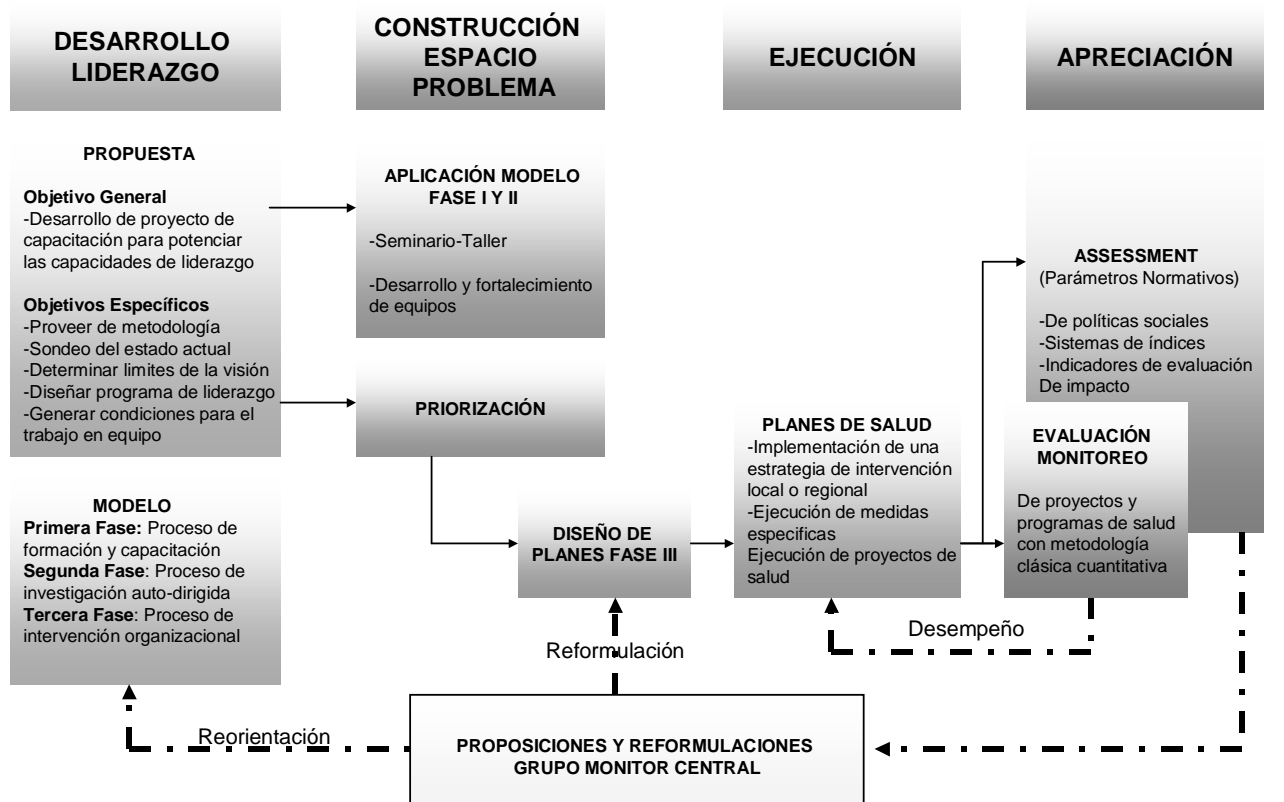 DESARROLLO
LIDERAZGO
CONSTRUCCIÓN
ESPACIO
PROBLEMA
EJECUCIÓN
APRECIACIÓN
PROPUESTA
Objetivo General
-Desarrollo de proyecto de
capacitación para potenciar
las capacidades de liderazgo
Objetivos Específicos
-Proveer de metodología
-Sondeo del estado actual
-Determinar limites de la visión
-Diseñar programa de liderazgo
-Generar condiciones para el
trabajo en equipo
MODELO
Primera Fase: Proceso de
formación y capacitación
Segunda Fase: Proceso de
investigación auto-dirigida
Tercera Fase: Proceso de
intervención organizacional
APLICACIÓN MODELO
FASE I Y II
-Seminario-Taller
-Desarrollo y fortalecimiento
de equipos
PRIORIZACIÓN
DISEÑO DE
PLANES FASE III
PLANES DE SALUD
-Implementación de una
estrategia de intervención
local o regional
-Ejecución de medidas
especificas
Ejecución de proyectos de
salud
ASSESSMENT
(Parámetros Normativos)
-De políticas sociales
-Sistemas de índices
-Indicadores de evaluación
De impacto
EVALUACIÓN
MONITOREO
De proyectos y
programas de salud
con metodología
clásica cuantitativa
Desempeño
Reformulación
Reorientación
PROPOSICIONES Y REFORMULACIONES
GRUPO MONITOR CENTRAL